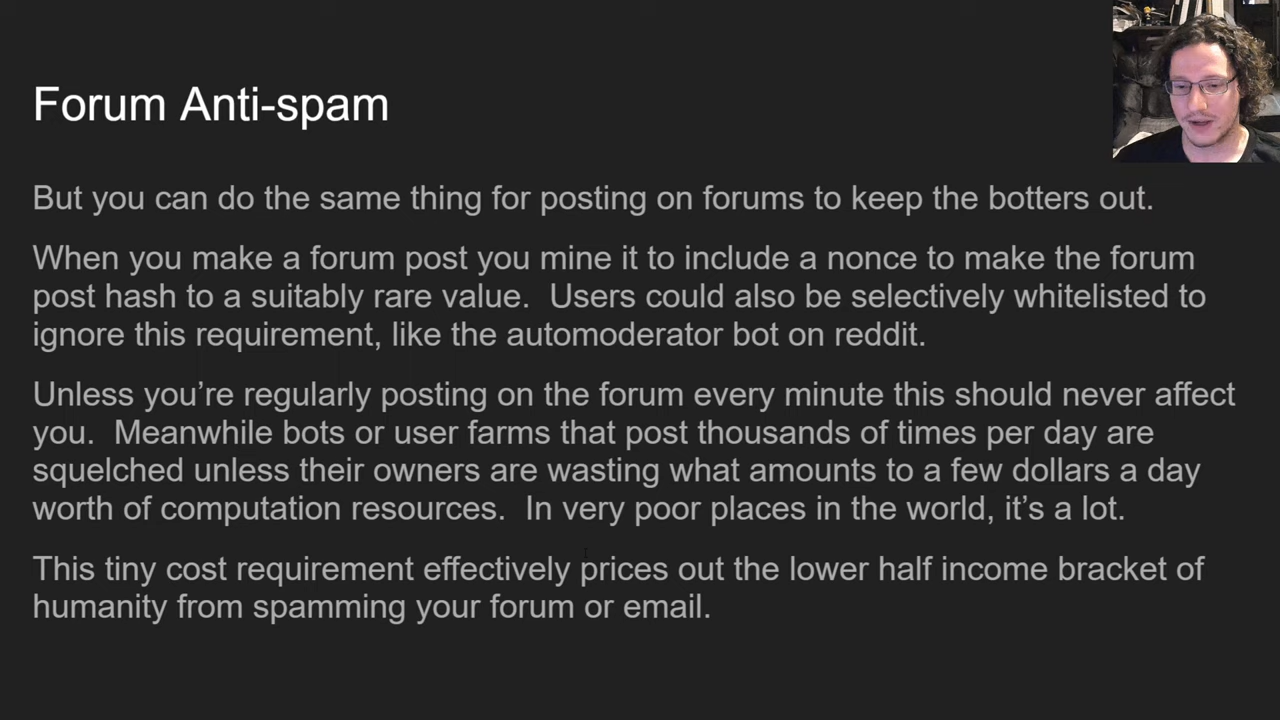 Forum Anti-spam
But you can do the same thing for posting on forums to keep the botters out.
When you make a forum post you mine it to include a nonce to make the forum
post hash to a suitably rare value.  Users could also be selectively whitelisted to
ignore this requirement, like the automoderator bot on reddit.
Unless you’re regularly posting on the forum every minute this should never affect
you.  Meanwhile bots or user farms that post thousands of times per day are
squelched unless their owners are wasting what amounts to a few dollars a day
worth of computation resources.  In very poor places in the world, it’s a lot.
This tiny cost requirement effectively prices out the lower half income bracket of
humanity from spamming your forum or email.